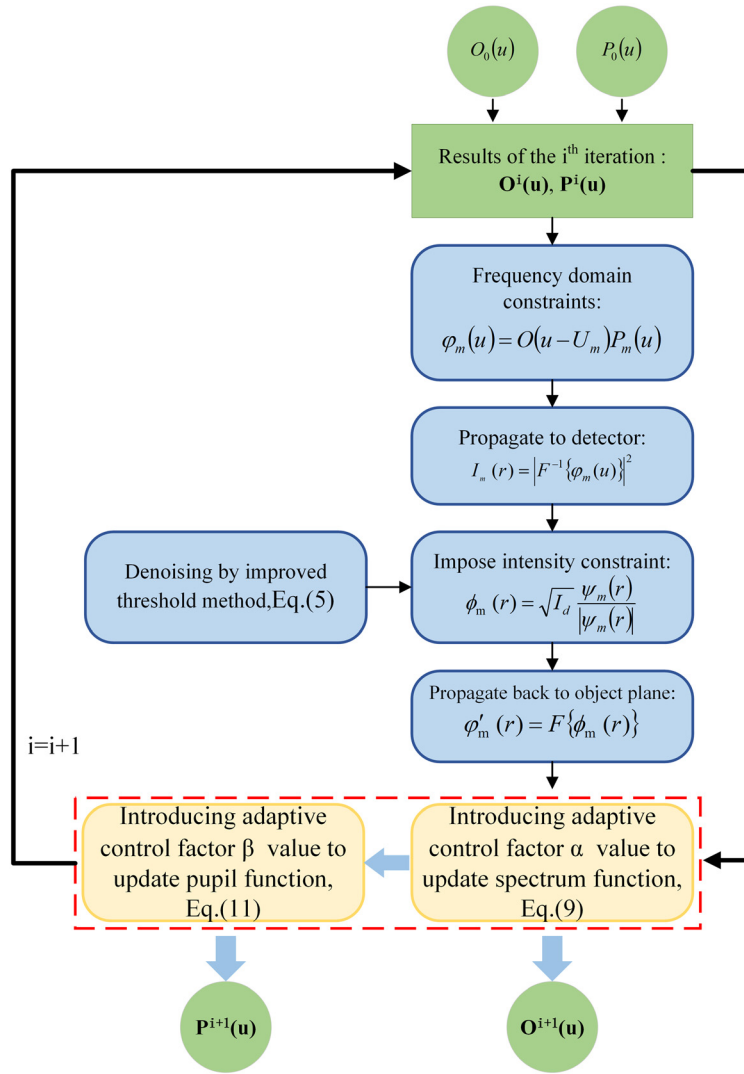 O₀(u)
P₀(u)
Results of the iᵗʰ iteration :
Oⁱ(u), Pⁱ(u)
Frequency domain
constraints:
φₘ(u)=O(u−Uₘ)Pₘ(u)
Propagate to detector:
Iₘ (r) = |F⁻¹{φₘ(u)}|²
Denoising by improved
threshold method,Eq.(5)
Impose intensity constraint:
ϕₘ (r) = √I_d ψₘ(r)/|ψₘ(r)|
Propagate back to object plane:
φ′ₘ (r) = F{ϕₘ (r)}
i=i+1
Introducing adaptive
control factor β value to
update pupil function,
Eq.(11)
Introducing adaptive
control factor α value to
update spectrum function,
Eq.(9)
Pⁱ⁺¹(u)
Oⁱ⁺¹(u)